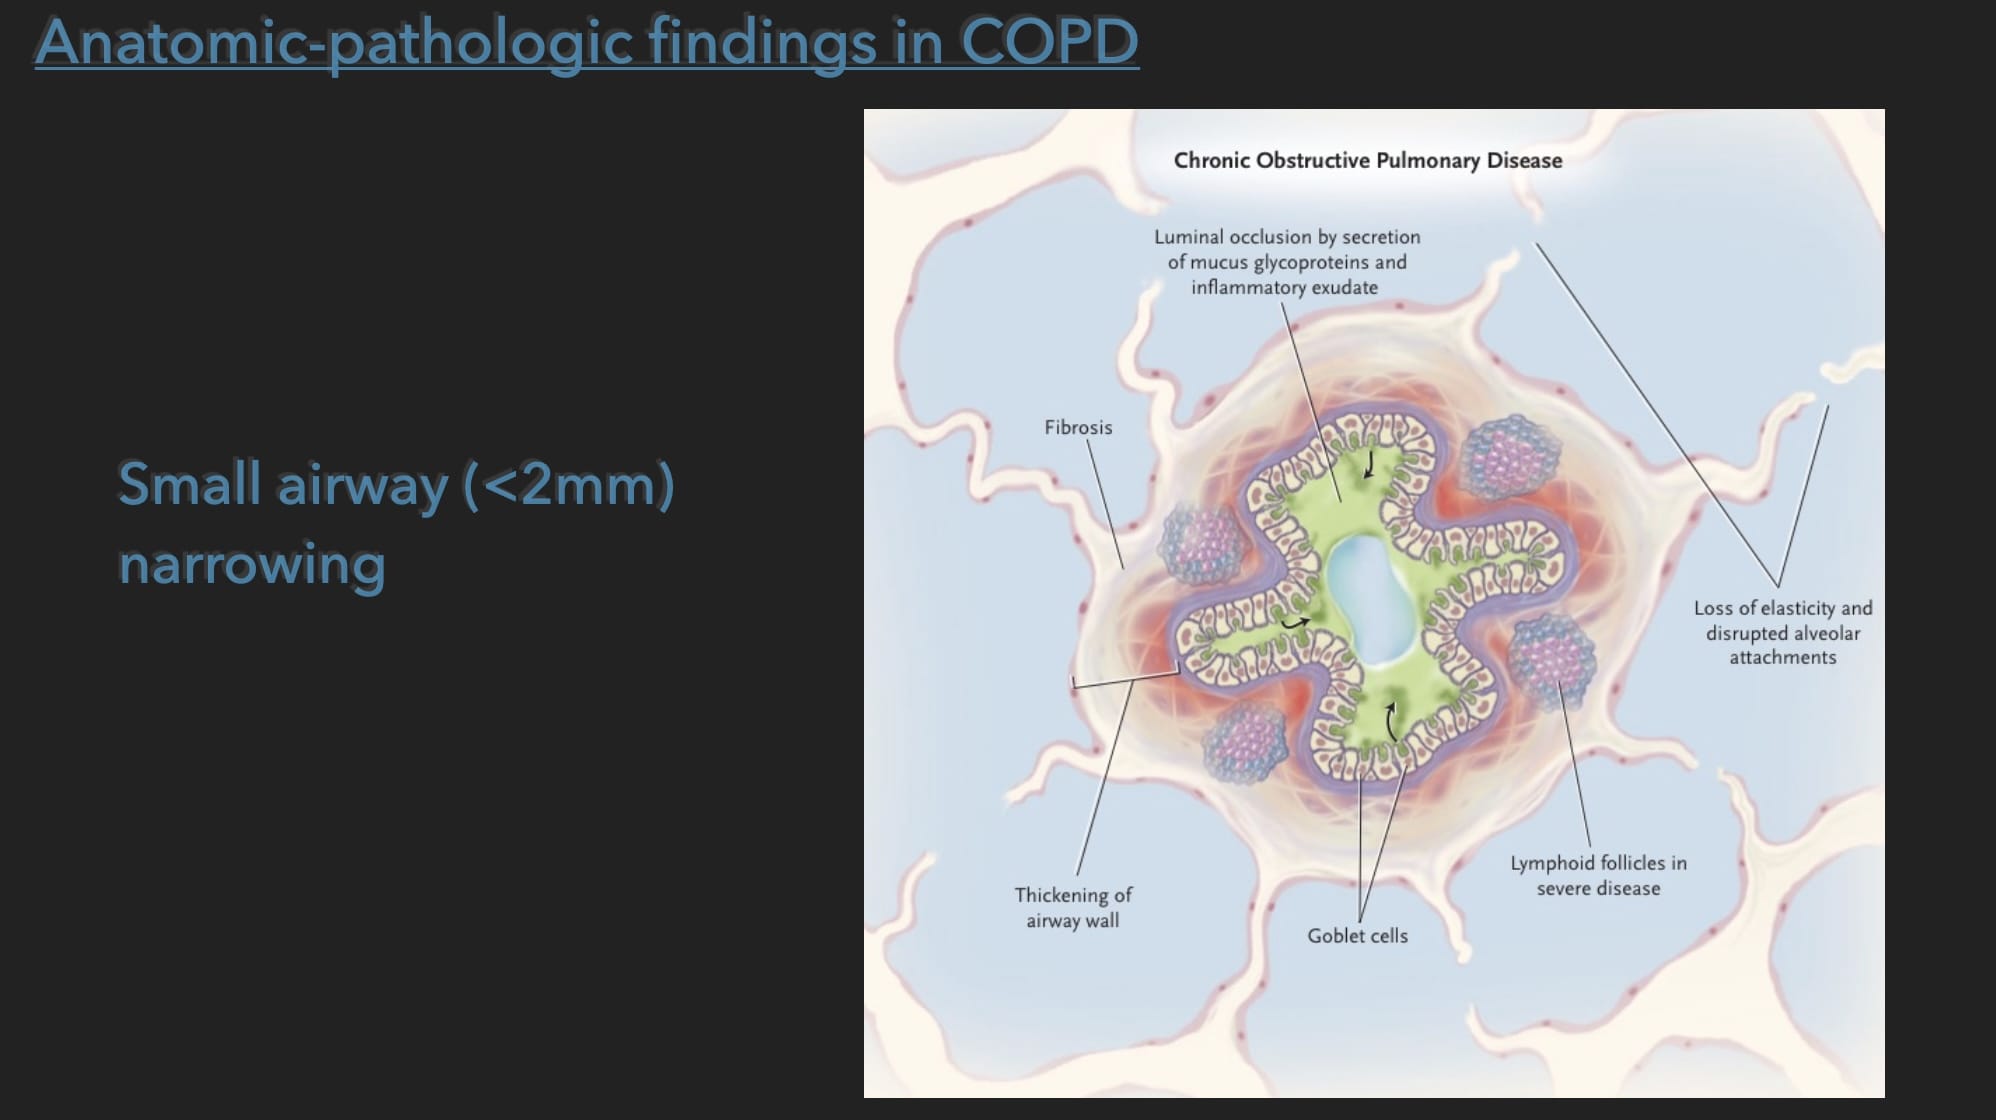 Anatomic-pathologic findings in COPD
Small airway (<2mm)
narrowing
Chronic Obstructive Pulmonary Disease
Luminal occlusion by secretion
of mucus glycoproteins and
inflammatory exudate
Fibrosis
Loss of elasticity and
disrupted alveolar
attachments
Thickening of
airway wall
Goblet cells
Lymphoid follicles in
severe disease